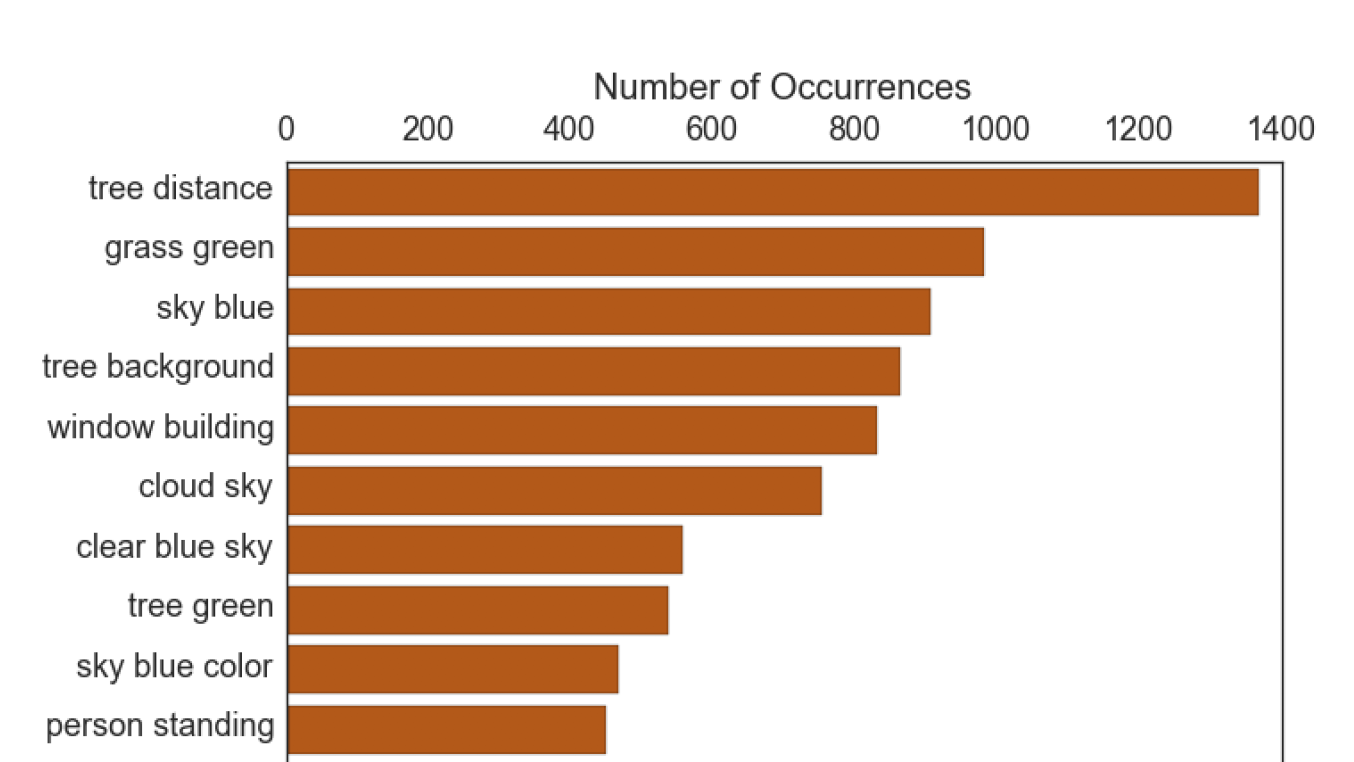 Number of Occurrences
0 200 400 600 800 1000 1200 1400
tree distance
grass green
sky blue
tree background
window building
cloud sky
clear blue sky
tree green
sky blue color
person standing